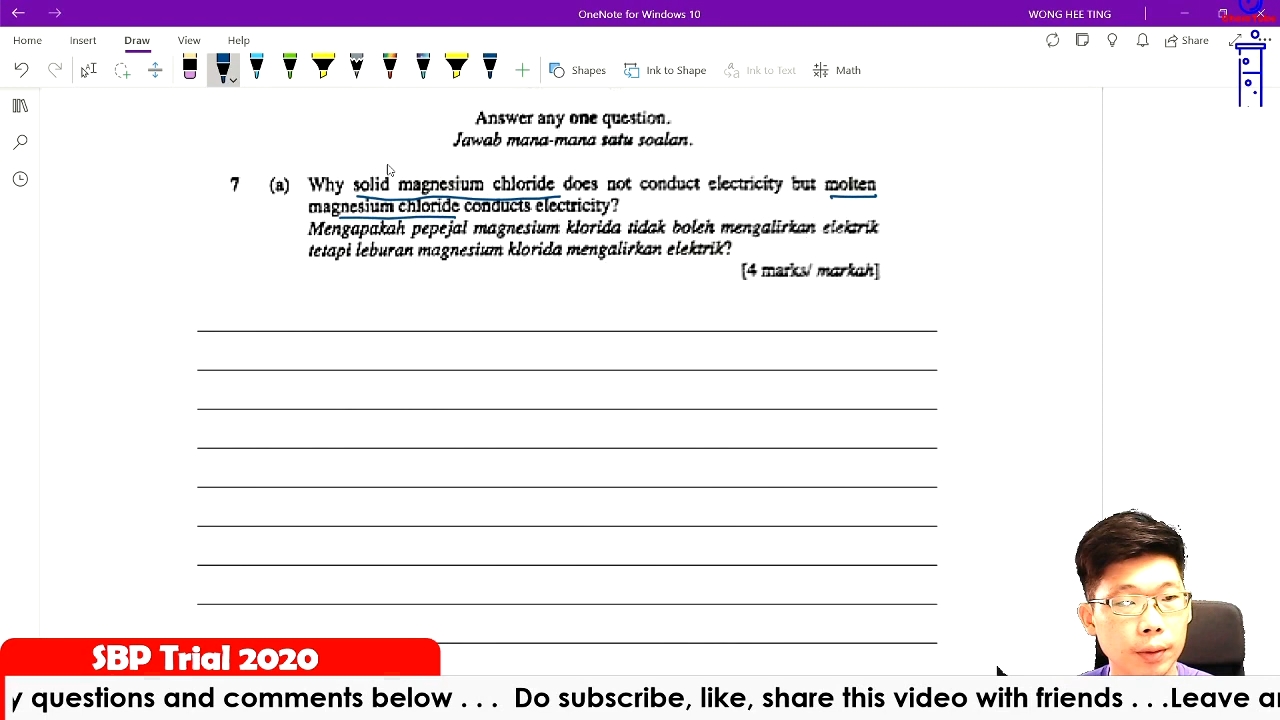 OneNote for Windows 10
WONG HEE TING
Home Insert Draw View Help
Share
Shapes Ink to Shape Ink to Text Math
Answer any one question.
Jawab mana-mana satu soalan.
7 (a) Why solid magnesium chloride does not conduct electricity but molten
magnesium chloride conducts electricity?
Mengapakah pepejal magnesium klorida tidak boleh mengalirkan elektrik
tetapi leburan magnesium klorida mengalirkan elektrik?
[4 marks/ markah]
SBP Trial 2020
y questions and comments below . . . Do subscribe, like, share this video with friends . . .Leave a